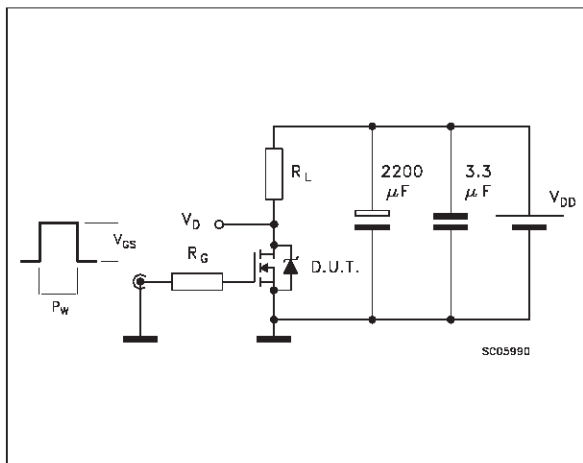 R_L
2200
μF
3.3
μF
V_DD
V_D
V_GS
R_G
D.U.T.
P_W
SC05990